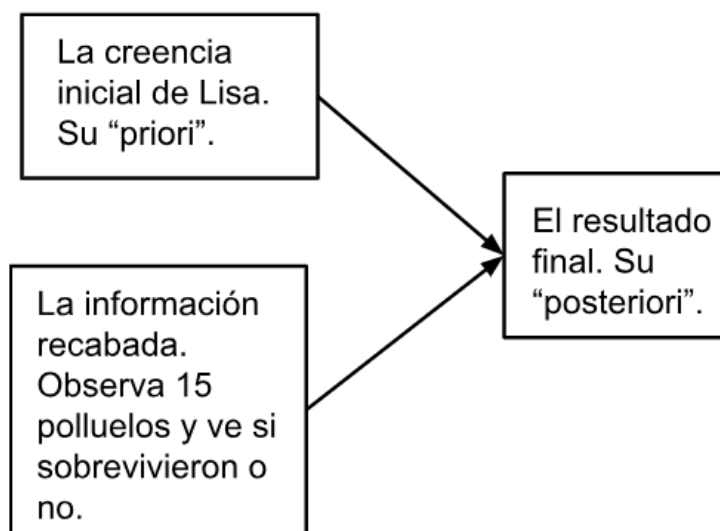 La creencia
inicial de Lisa.
Su “priori”.
La información
recabada.
Observa 15
polluelos y ve si
sobrevivieron o
no.
El resultado
final. Su
“posteriori”.